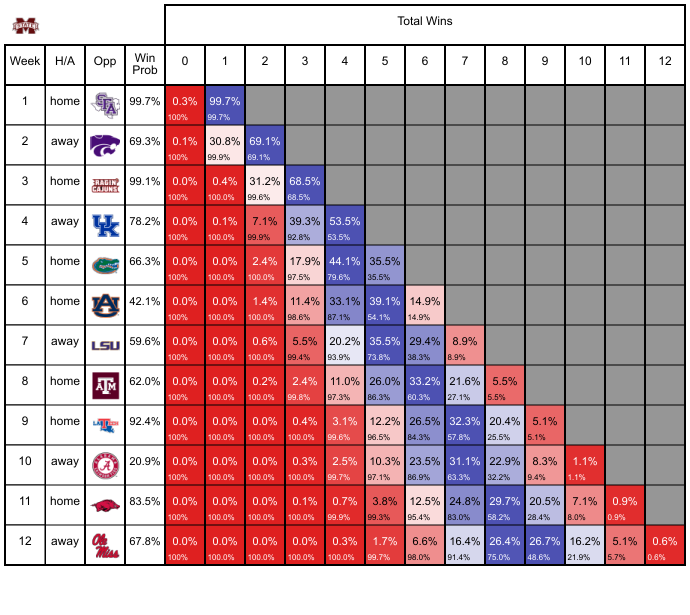 STATE
Total Wins
Week H/A Opp Win Prob 0 1 2 3 4 5 6 7 8 9 10 11 12
1 home SFA 99.7% 0.3% 99.7%
100% 99.7%
2 away 69.3% 0.1% 30.8% 69.1%
100% 99.9% 69.1%
3 home RAGIN CAJUNS 99.1% 0.0% 0.4% 31.2% 68.5%
100% 100.0% 99.6% 68.5%
4 away UK 78.2% 0.0% 0.1% 7.1% 39.3% 53.5%
100% 100.0% 99.9% 92.8% 53.5%
5 home Gators 66.3% 0.0% 0.0% 2.4% 17.9% 44.1% 35.5%
100% 100.0% 100.0% 97.5% 79.6% 35.5%
6 home AU 42.1% 0.0% 0.0% 1.4% 11.4% 33.1% 39.1% 14.9%
100% 100.0% 100.0% 98.6% 87.1% 54.1% 14.9%
7 away LSU 59.6% 0.0% 0.0% 0.6% 5.5% 20.2% 35.5% 29.4% 8.9%
100% 100.0% 100.0% 99.4% 93.9% 73.8% 38.3% 8.9%
8 home ATM 62.0% 0.0% 0.0% 0.2% 2.4% 11.0% 26.0% 33.2% 21.6% 5.5%
100% 100.0% 100.0% 99.8% 97.3% 86.3% 60.3% 27.1% 5.5%
9 home LA TECH 92.4% 0.0% 0.0% 0.0% 0.4% 3.1% 12.2% 26.5% 32.3% 20.4% 5.1%
100% 100.0% 100.0% 100.0% 99.6% 96.5% 84.3% 57.8% 25.5% 5.1%
10 away A 20.9% 0.0% 0.0% 0.0% 0.3% 2.5% 10.3% 23.5% 31.1% 22.9% 8.3% 1.1%
100% 100.0% 100.0% 100.0% 99.7% 97.1% 86.9% 63.3% 32.2% 9.4% 1.1%
11 home 83.5% 0.0% 0.0% 0.0% 0.1% 0.7% 3.8% 12.5% 24.8% 29.7% 20.5% 7.1% 0.9%
100% 100.0% 100.0% 100.0% 99.9% 99.3% 95.4% 83.0% 58.2% 28.4% 8.0% 0.9%
12 away Ole Miss 67.8% 0.0% 0.0% 0.0% 0.0% 0.3% 1.7% 6.6% 16.4% 26.4% 26.7% 16.2% 5.1% 0.6%
100% 100.0% 100.0% 100.0% 100.0% 99.7% 98.0% 91.4% 75.0% 48.6% 21.9% 5.7% 0.6%